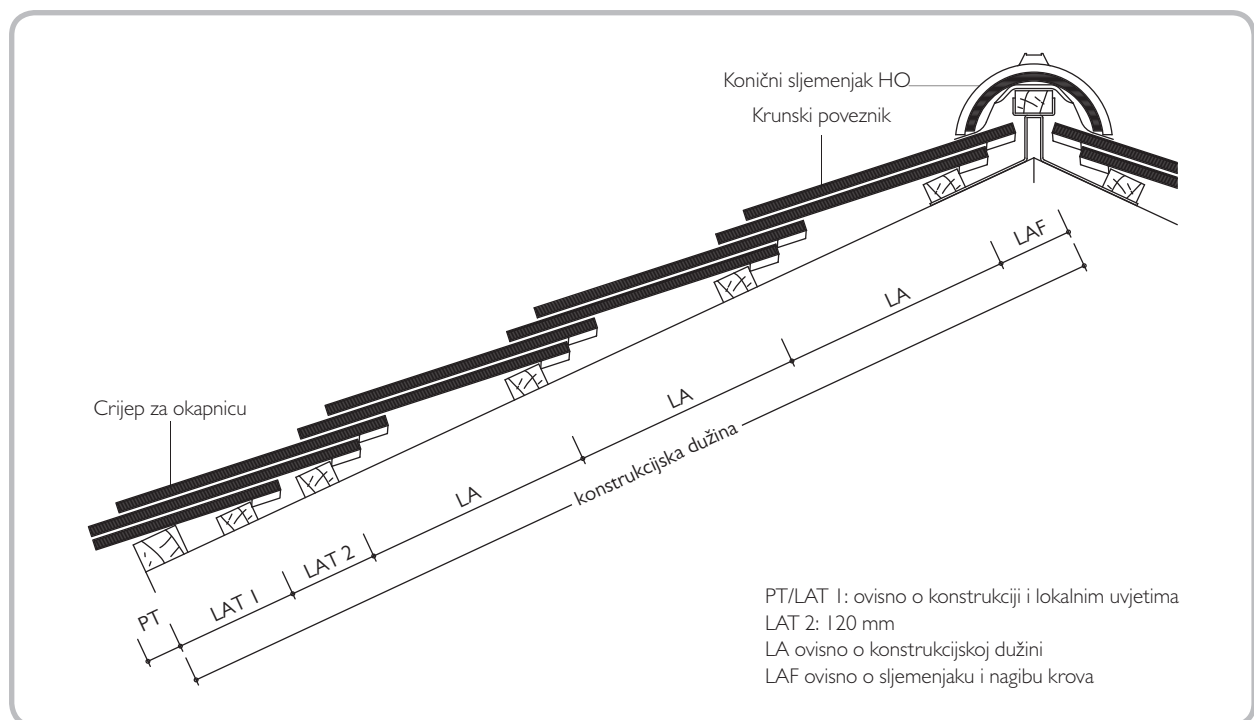 Konični sljemenjak HO
Krunski poveznik
LAF
LA
Crijep za okapnicu
LA
konstrukcijska dužina
LA
LAT 2
LAT 1
PT
PT/LAT 1: ovisno o konstrukciji i lokalnim uvjetima
LAT 2: 120 mm
LA ovisno o konstrukcijskoj dužini
LAF ovisno o sljemenjaku i nagibu krova